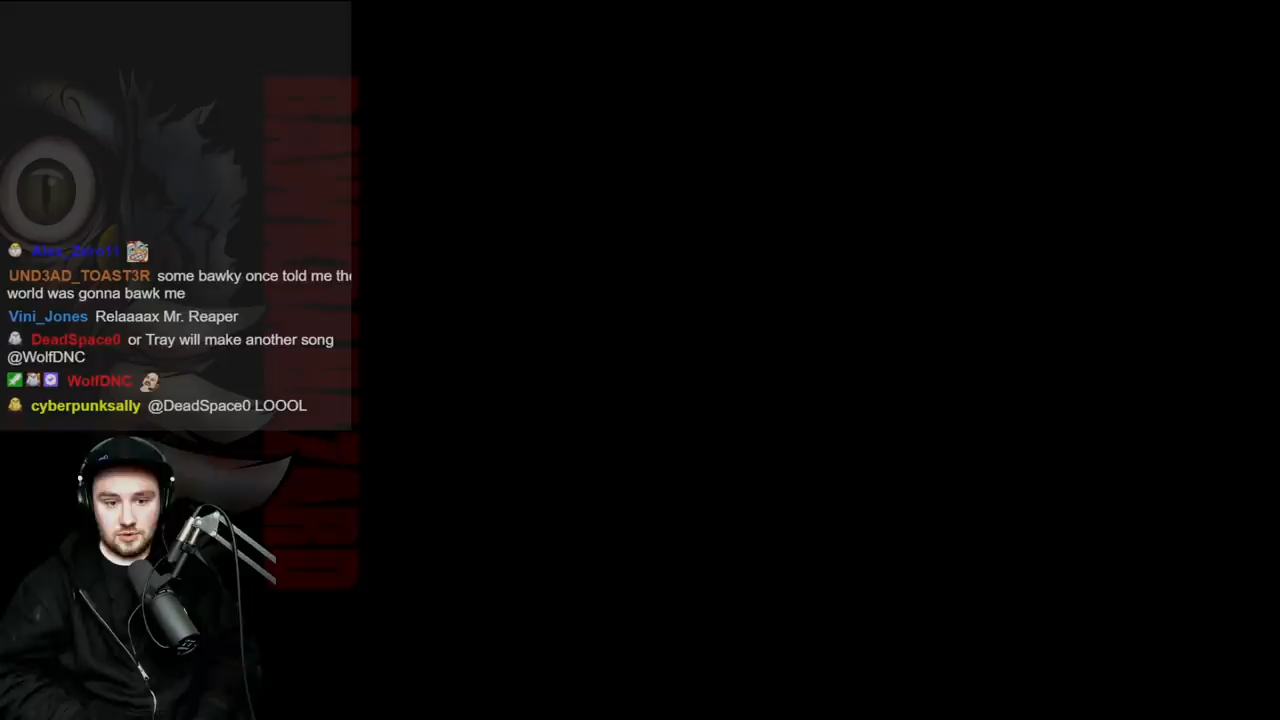 Alex_Zero11
UND3AD_TOAST3R some bawky once told me the
world was gonna bawk me
Vini_Jones Relaaaax Mr. Reaper
DeadSpace0 or Tray will make another song
@WolfDNC
WolfDNC
cyberpunksally @DeadSpace0 LOOOL